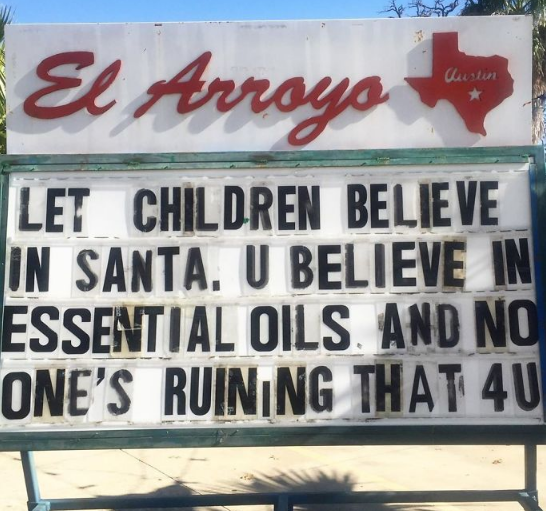 El Arroyo
Austin
LET CHILDREN BELIEVE
IN SANTA. U BELIEVE IN
ESSENTIAL OILS AND NO
ONE'S RUINING THAT 4U